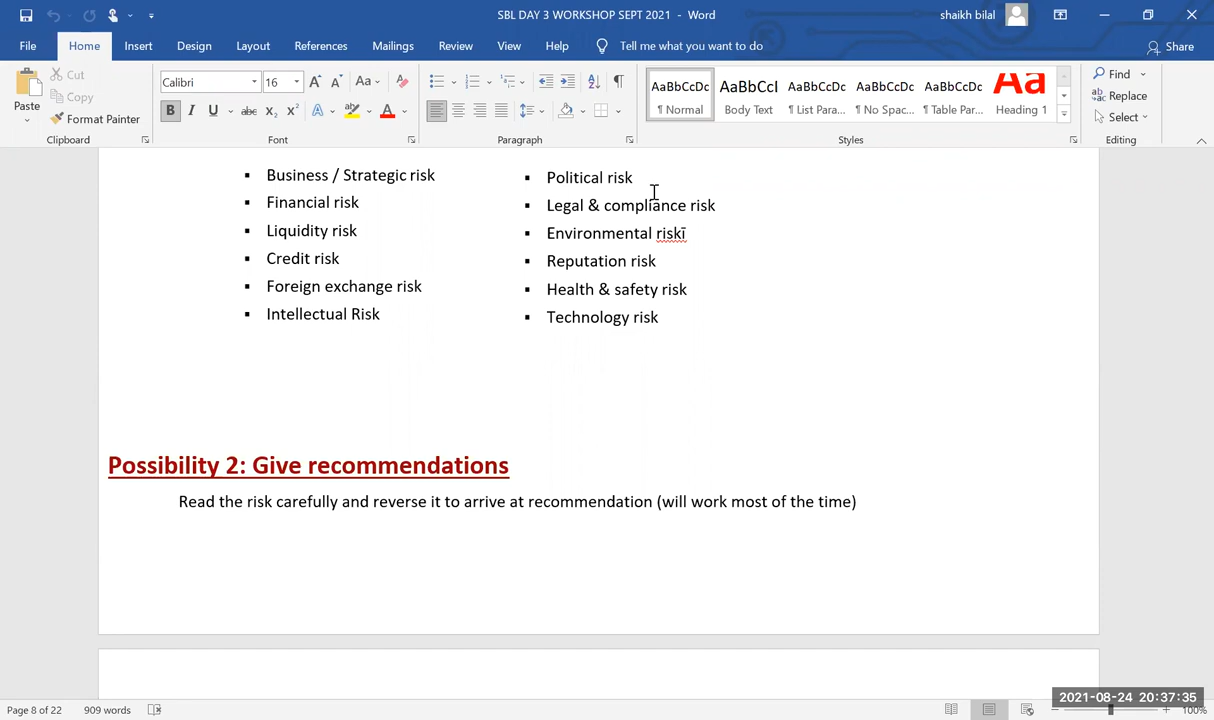 SBL DAY 3 WORKSHOP SEPT 2021 - Word
shaikh bilal
File Home Insert Design Layout References Mailings Review View Help Tell me what you want to do Share
Paste
Cut
Copy
Format Painter
Clipboard
Calibri 16
Font
Paragraph
AaBbCcDc AaBbCcI AaBbCcDc AaBbCcDc AaBbCcDc Aa
¶ Normal Body Text ¶ List Para... ¶ No Spac... ¶ Table Par... Heading 1
Styles
Find
Replace
Select
Editing
Business / Strategic risk
Financial risk
Liquidity risk
Credit risk
Foreign exchange risk
Intellectual Risk
Political risk
Legal & compliance risk
Environmental riskī
Reputation risk
Health & safety risk
Technology risk
Possibility 2: Give recommendations
Read the risk carefully and reverse it to arrive at recommendation (will work most of the time)
Page 8 of 22 909 words
2021-08-24 20:37:35
100%